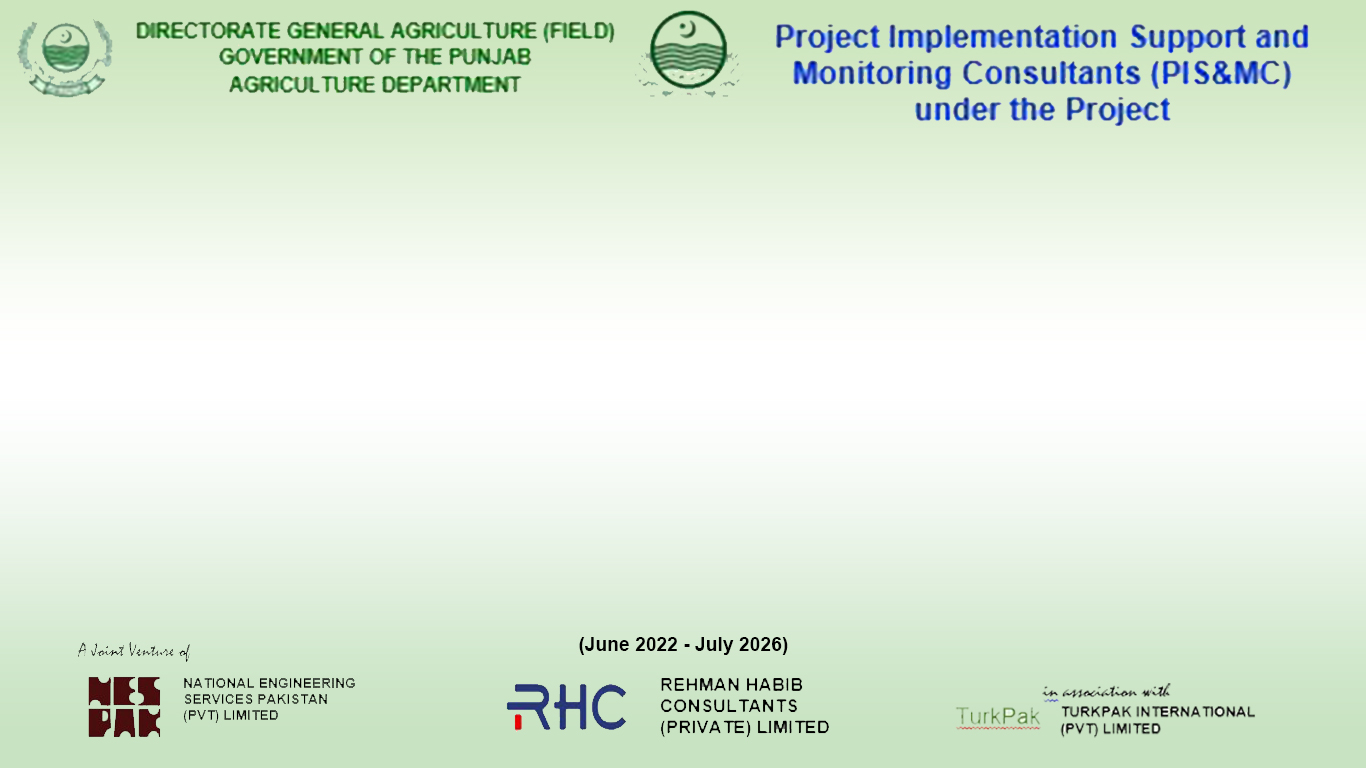 DIRECTORATE GENERAL AGRICULTURE (FIELD)
GOVERNMENT OF THE PUNJAB
AGRICULTURE DEPARTMENT
Project Implementation Support and
Monitoring Consultants (PIS&MC)
under the Project
(June 2022 - July 2026)
A Joint Venture of
NES
PAK
NATIONAL ENGINEERING
SERVICES PAKISTAN
(PVT) LIMITED
RHC
REHMAN HABIB
CONSULTANTS
(PRIVATE) LIMITED
in association with
TurkPak
TURKPAK INTERNATIONAL
(PVT) LIMITED